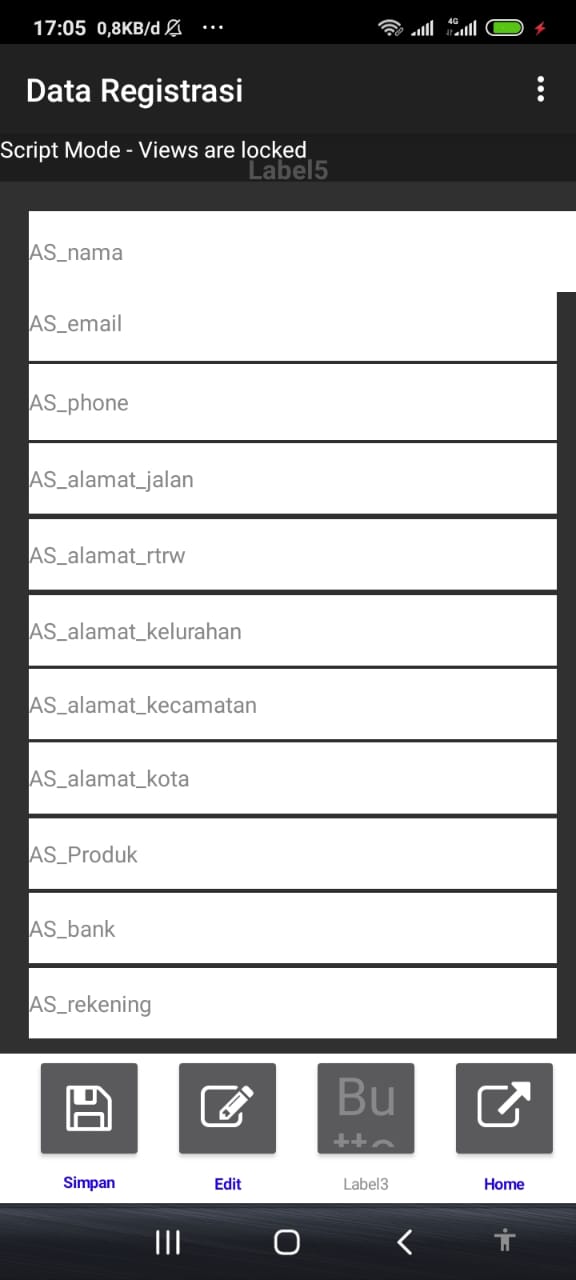 17:05 0,8KB/d ...
4G
Data Registrasi
Script Mode - Views are locked
Label5
AS_nama
AS_email
AS_phone
AS_alamat_jalan
AS_alamat_rtrw
AS_alamat_kelurahan
AS_alamat_kecamatan
AS_alamat_kota
AS_Produk
AS_bank
AS_rekening
Bu
Simpan
Edit
Label3
Home